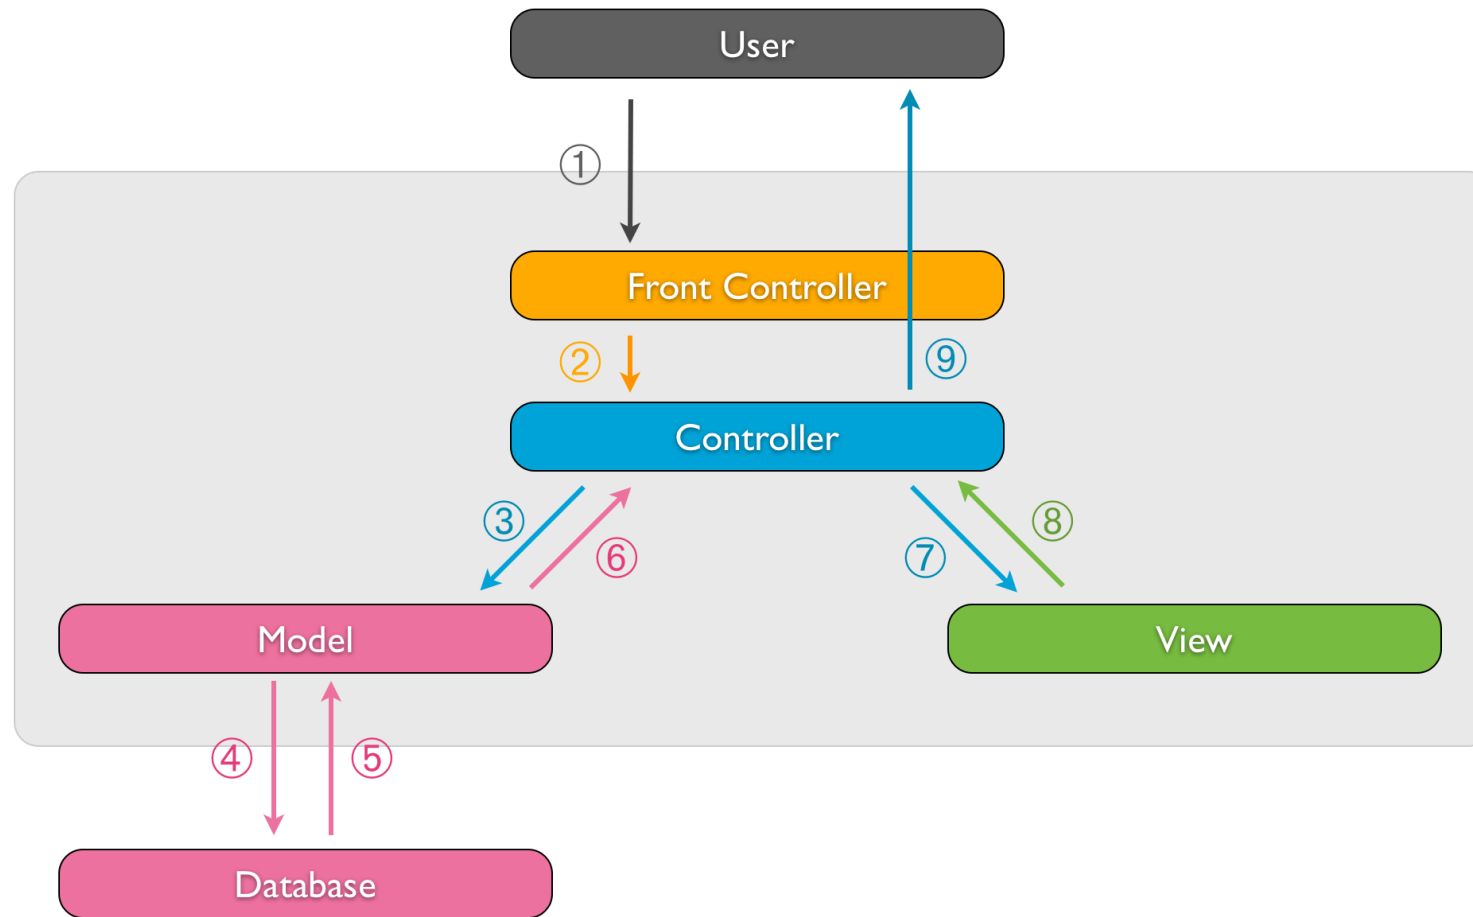 User
①
Front Controller
② ⑨
Controller
③ ⑥ ⑦ ⑧
Model View
④ ⑤
Database